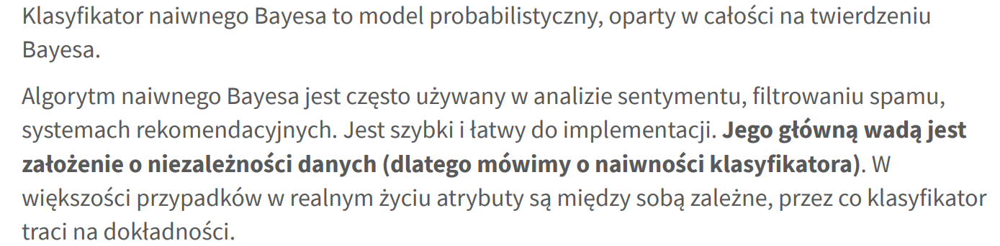 Klasyfikator naiwnego Bayesa to model probabilistyczny, oparty w całości na twierdzeniu
Bayesa.
Algorytm naiwnego Bayesa jest często używany w analizie sentymentu, filtrowaniu spamu,
systemach rekomendacyjnych. Jest szybki i łatwy do implementacji. Jego główną wadą jest
założenie o niezależności danych (dlatego mówimy o naiwności klasyfikatora). W
większości przypadków w realnym życiu atrybuty są między sobą zależne, przez co klasyfikator
traci na dokładności.